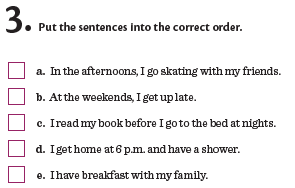 3. Put the sentences into the correct order.
a. In the afternoons, I go skating with my friends.
b. At the weekends, I get up late.
c. I read my book before I go to the bed at nights.
d. I get home at 6 p.m. and have a shower.
e. I have breakfast with my family.